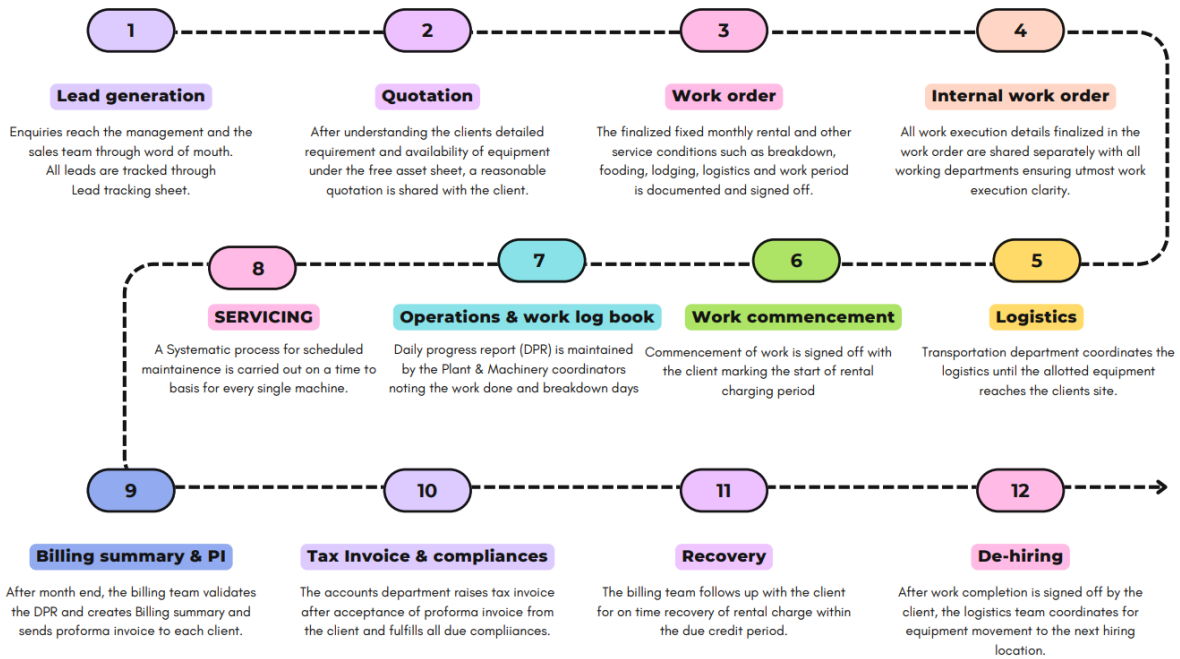 1
2
3
4
Lead generation
Enquiries reach the management and the
sales team through word of mouth.
All leads are tracked through
Lead tracking sheet.
Quotation
After understanding the clients detailed
requirement and availability of equipment
under the free asset sheet, a reasonable
quotation is shared with the client.
Work order
The finalized fixed monthly rental and other
service conditions such as breakdown,
fooding, lodging, logistics and work period
is documented and signed off.
Internal work order
All work execution details finalized in the
work order are shared separately with all
working departments ensuring utmost work
execution clarity.
5
Logistics
Transportation department coordinates the
logistics until the allotted equipment
reaches the clients site.
6
Work commencement
Commencement of work is signed off with
the client marking the start of rental
charging period
7
Operations & work log book
Daily progress report (DPR) is maintained
by the Plant & Machinery coordinators
noting the work done and breakdown days
8
SERVICING
A Systematic process for scheduled
maintainence is carried out on a time to
basis for every single machine.
9
Billing summary & PI
After month end, the billing team validates
the DPR and creates Billing summary and
sends proforma invoice to each client.
10
Tax Invoice & compliances
The accounts department raises tax invoice
after acceptance of proforma invoice from
the client and fulfills all due compliiances.
11
Recovery
The billing team follows up with the client
for on time recovery of rental charge within
the due credit period.
12
De-hiring
After work completion is signed off by the
client, the logistics team coordinates for
equipment movement to the next hiring
location.